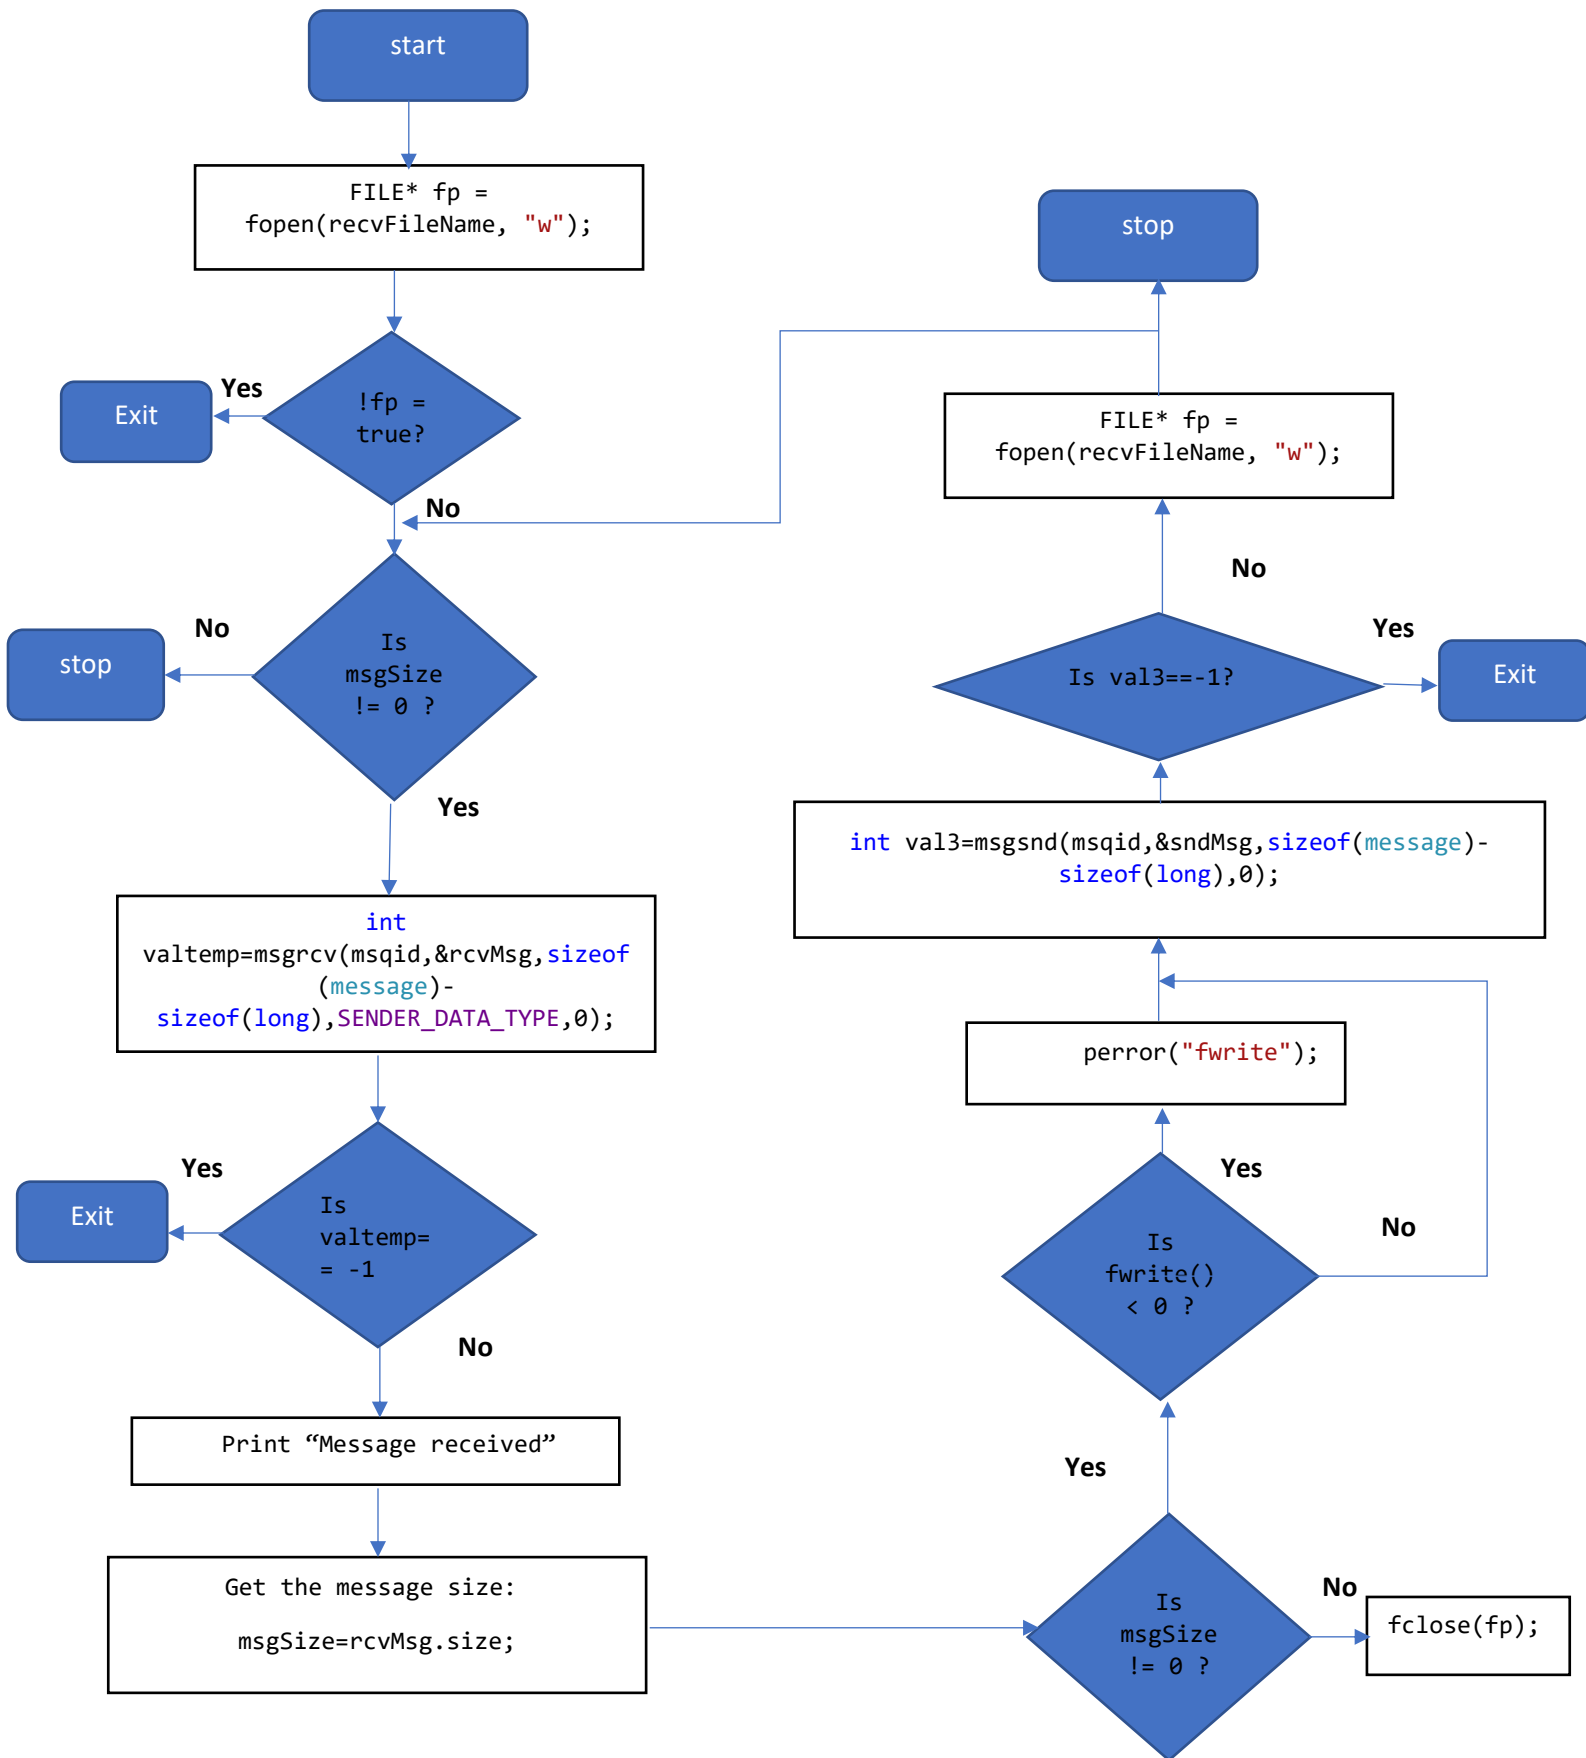 start
FILE* fp =
fopen(recvFileName, "w");
!fp =
true?
Yes
Exit
No
Is
msgSize
!= 0 ?
No
stop
Yes
int
valtemp=msgrcv(msqid,&rcvMsg,sizeof
(message)-
sizeof(long),SENDER_DATA_TYPE,0);
Is
valtemp=
= -1
Yes
Exit
No
Print “Message received”
Get the message size:
msgSize=rcvMsg.size;
Is
msgSize
!= 0 ?
No
fclose(fp);
Yes
Is
fwrite()
< 0 ?
No
Yes
perror("fwrite");
int val3=msgsnd(msqid,&sndMsg,sizeof(message)-
sizeof(long),0);
Is val3==-1?
Yes
Exit
No
FILE* fp =
fopen(recvFileName, "w");
stop